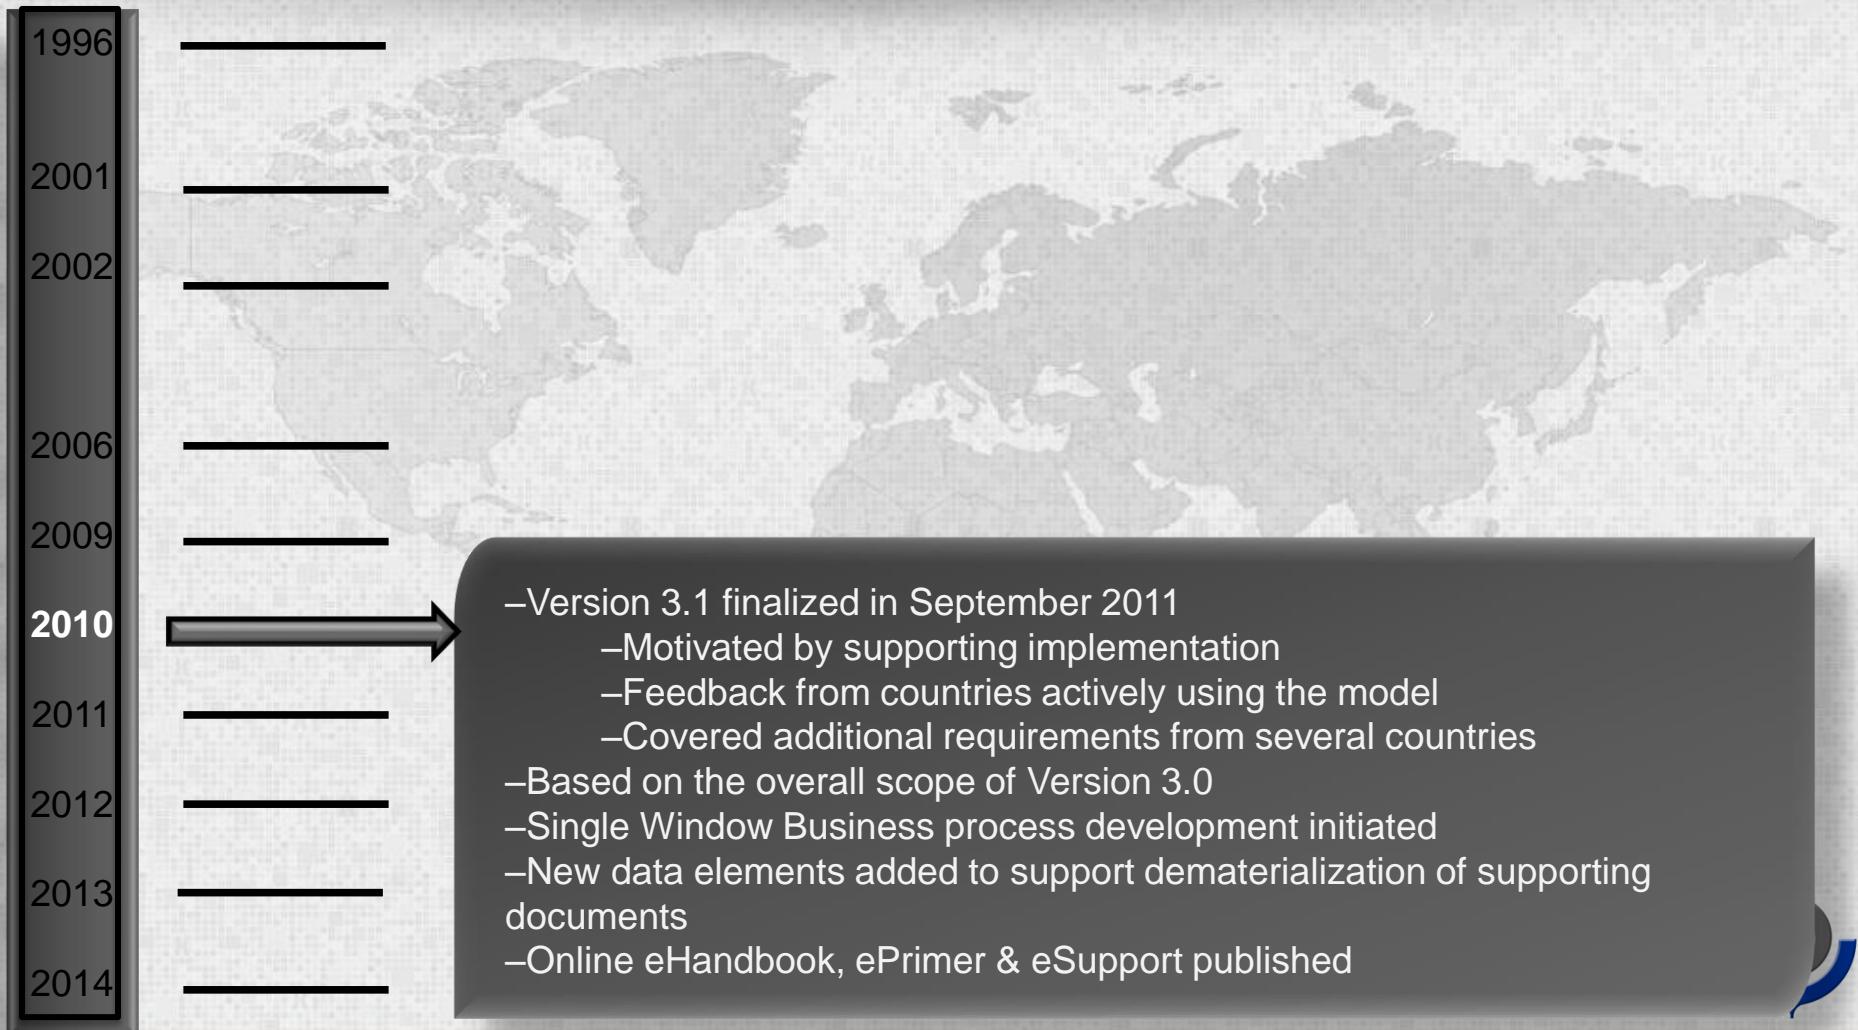 1996
2001
2002
2006
2009
2010
2011
2012
2013
2014
–Version 3.1 finalized in September 2011
–Motivated by supporting implementation
–Feedback from countries actively using the model
–Covered additional requirements from several countries
–Based on the overall scope of Version 3.0
–Single Window Business process development initiated
–New data elements added to support dematerialization of supporting
documents
–Online eHandbook, ePrimer & eSupport published